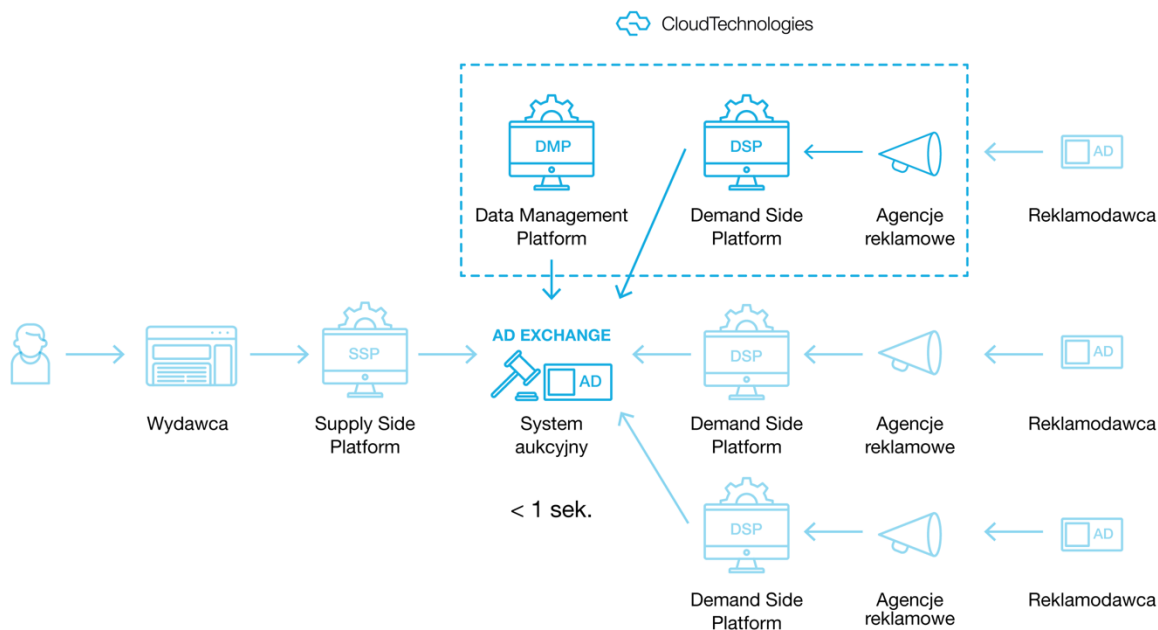 CloudTechnologies
DMP
DSP
AD
Data Management
Platform
Demand Side
Platform
Agencje
reklamowe
Reklamodawca
AD EXCHANGE
SSP
AD
DSP
AD
Wydawca
Supply Side
Platform
System
aukcyjny
Demand Side
Platform
Agencje
reklamowe
Reklamodawca
< 1 sek.
DSP
AD
Demand Side
Platform
Agencje
reklamowe
Reklamodawca